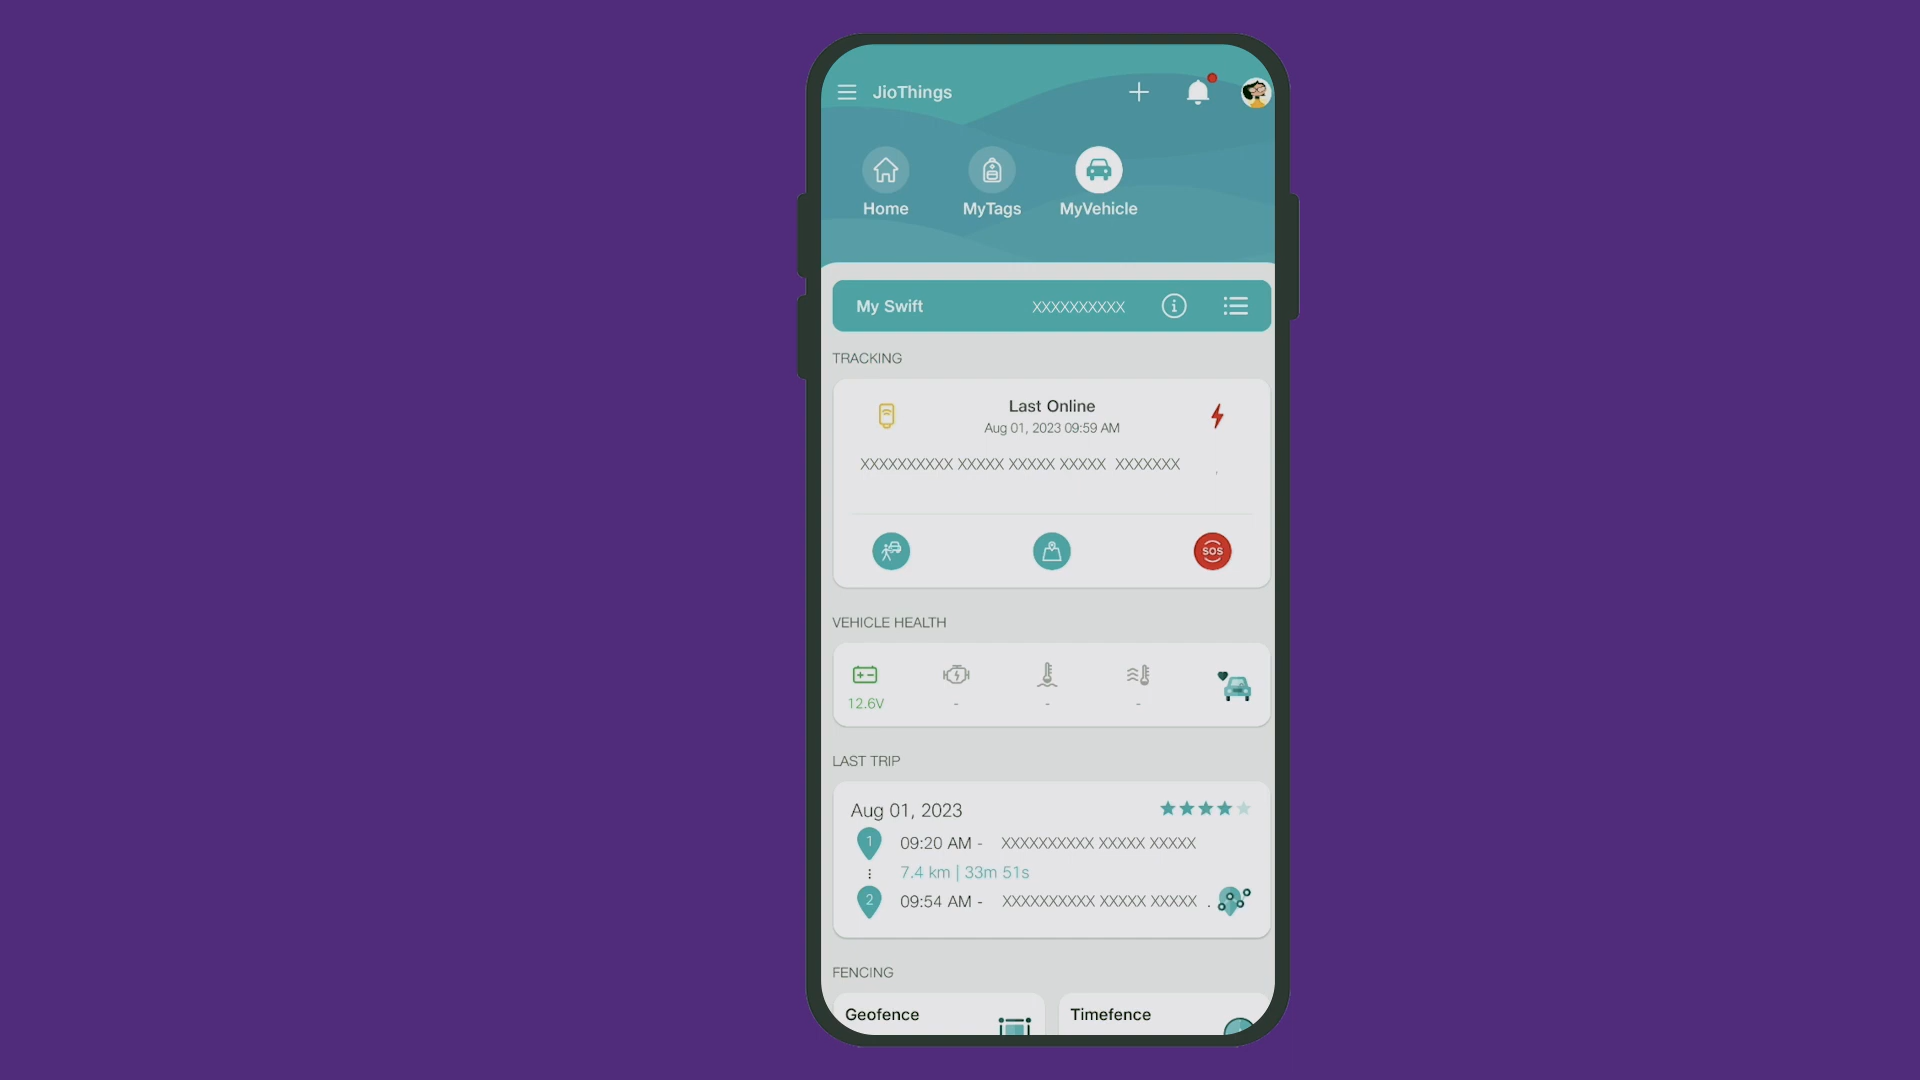 JioThings
Home MyTags MyVehicle
My Swift XXXXXXXXXX
TRACKING
Last Online
Aug 01, 2023 09:59 AM
XXXXXXXXXX XXXXX XXXXX XXXXX XXXXXXX ,
SOS
VEHICLE HEALTH
12.6V - - -
LAST TRIP
Aug 01, 2023
1 09:20 AM - XXXXXXXXXX XXXXX XXXXX
7.4 km | 33m 51s
2 09:54 AM - XXXXXXXXXX XXXXX XXXXX .
FENCING
Geofence Timefence